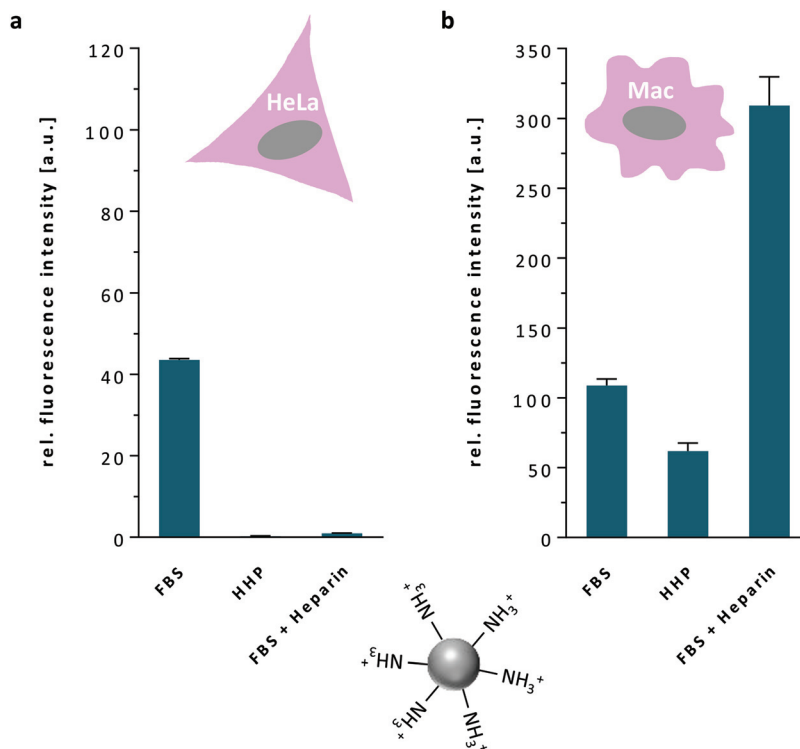 a
rel. fluorescence intensity [a.u.]
120
100
80
60
40
20
0
HeLa
FBS
HHP
FBS + Heparin
b
rel. fluorescence intensity [a.u.]
350
300
250
200
150
100
50
0
Mac
FBS
HHP
FBS + Heparin
NH₃⁺
NH₃⁺
NH₃⁺
NH₃⁺
NH₃⁺
NH₃⁺